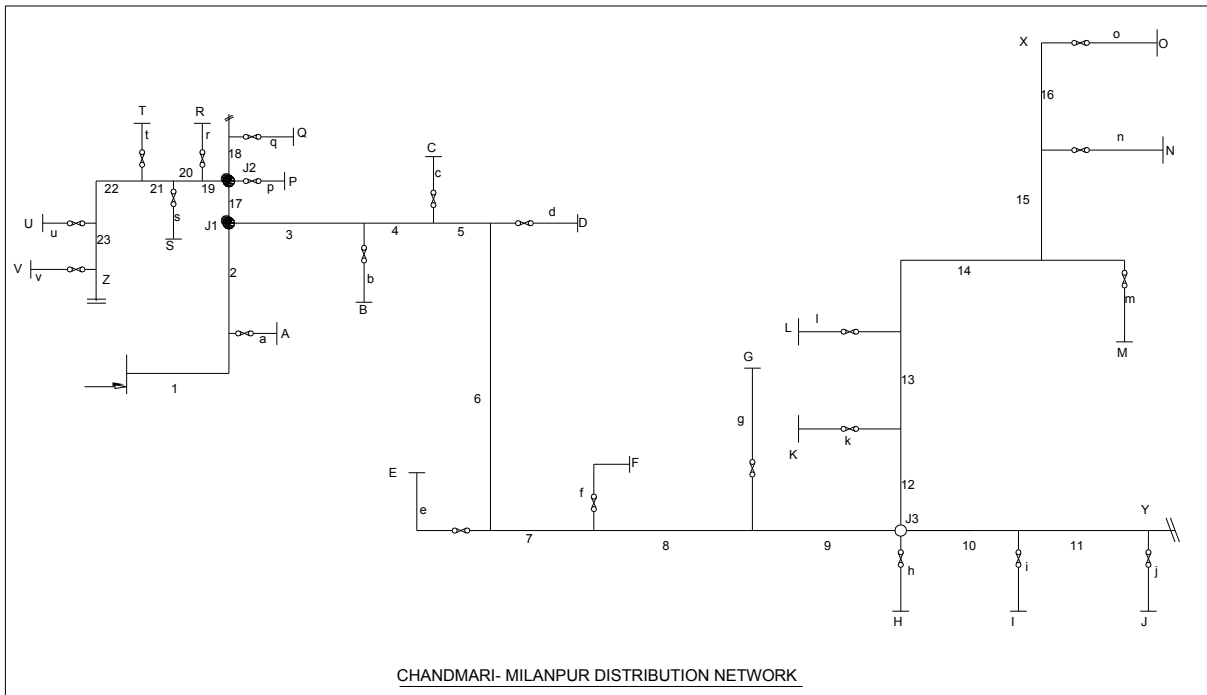 X o O
16
n N
15
14
m
M
L l
13
K k
12
T R
t r
Q
q
18
20 J2
22 21 19 p P
s 17
U u
S
J1
23
V v
Z
2
a A
1
C
c
d D
3 4 5
b
B
6
G
g
E
e
F
f
7 8 9
J3
Y
10 11
h i j
H I J
CHANDMARI- MILANPUR DISTRIBUTION NETWORK